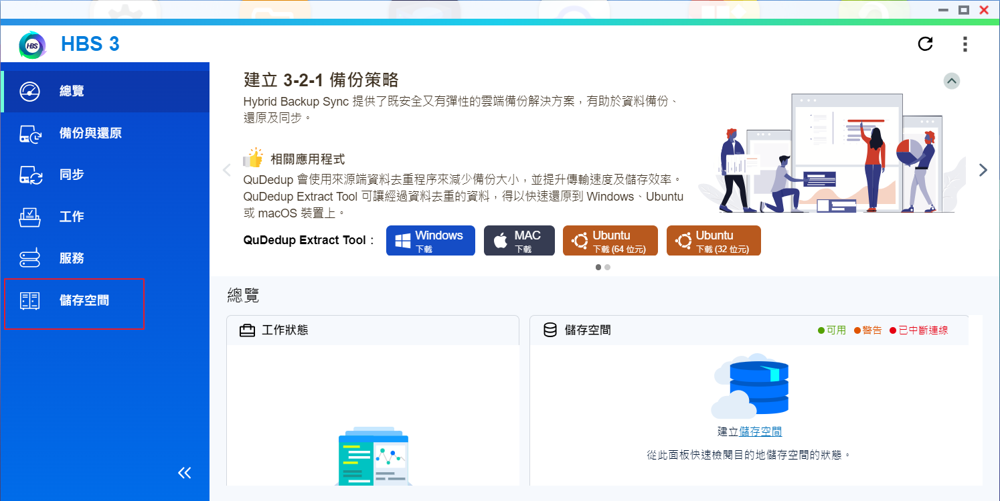 HBS 3
HBS
總覽
備份與還原
同步
工作
服務
儲存空間
建立 3-2-1 備份策略
Hybrid Backup Sync 提供了既安全又有彈性的雲端備份解決方案，有助於資料備份、
還原及同步。
相關應用程式
QuDedup 會使用來源端資料去重程序來減少備份大小，並提升傳輸速度及儲存效率。
QuDedup Extract Tool 可讓經過資料去重的資料，得以快速還原到 Windows、Ubuntu
或 macOS 裝置上。
QuDedup Extract Tool：
Windows
下載
MAC
下載
Ubuntu
下載 (64 位元)
Ubuntu
下載 (32 位元)
總覽
工作狀態
儲存空間
可用 警告 已中斷連線
建立儲存空間
從此面板快速檢閱目的地儲存空間的狀態。